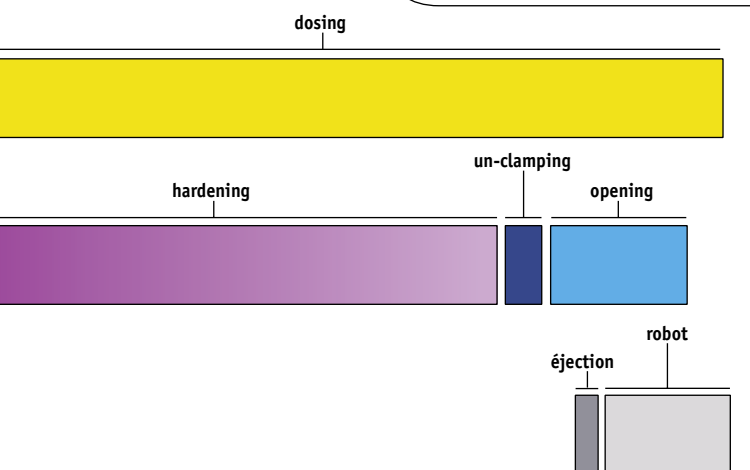 dosing
un-clamping
hardening
opening
robot
éjection